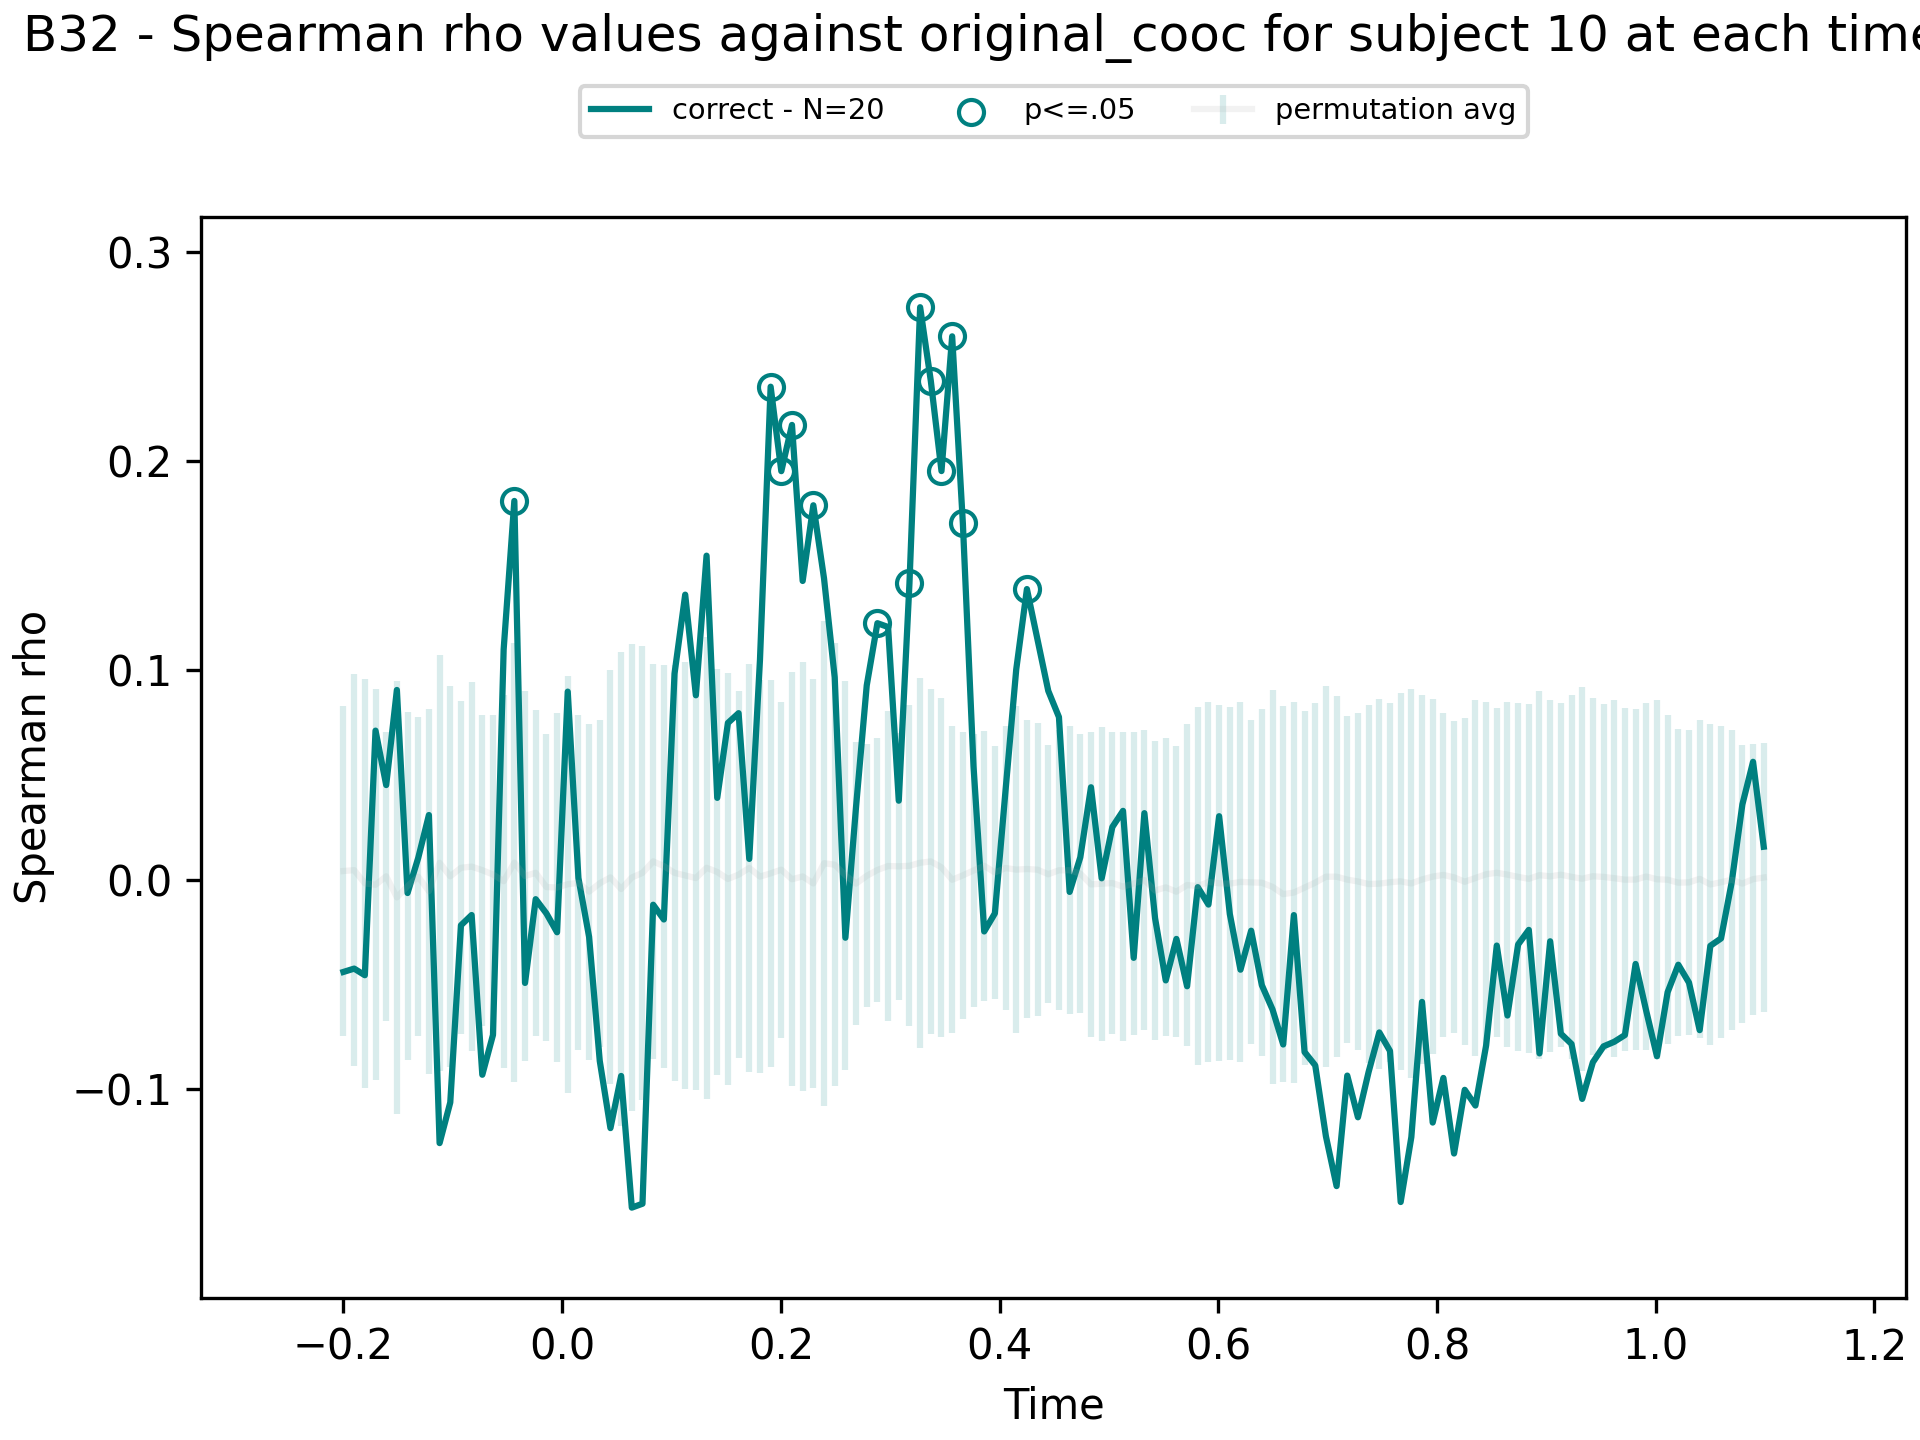 B32 - Spearman rho values against original_cooc for subject 10 at each time
correct - N=20 p<=.05 permutation avg
0.3
0.2
0.1
0.0
−0.1
Spearman rho
−0.2 0.0 0.2 0.4 0.6 0.8 1.0 1.2
Time